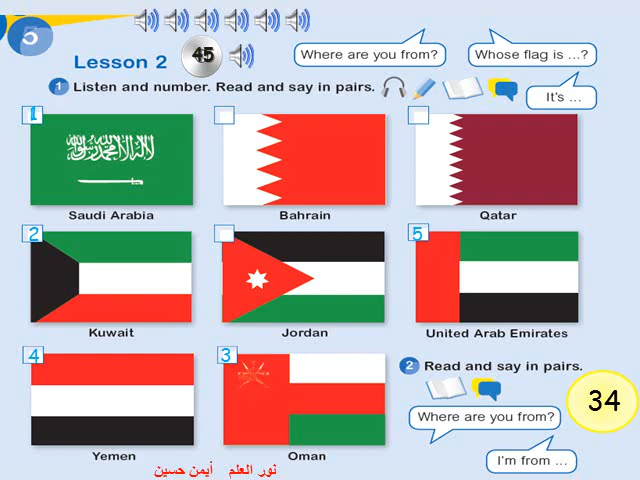 5
Lesson 2
45
Where are you from?
Whose flag is ...?
1 Listen and number. Read and say in pairs.
It's ...
1
لا إله إلا الله محمد رسول الله
Saudi Arabia
Bahrain
Qatar
2
5
Kuwait
Jordan
United Arab Emirates
4
3
Yemen
Oman
2 Read and say in pairs.
34
Where are you from?
I'm from ...
نور العلم أيمن حسين